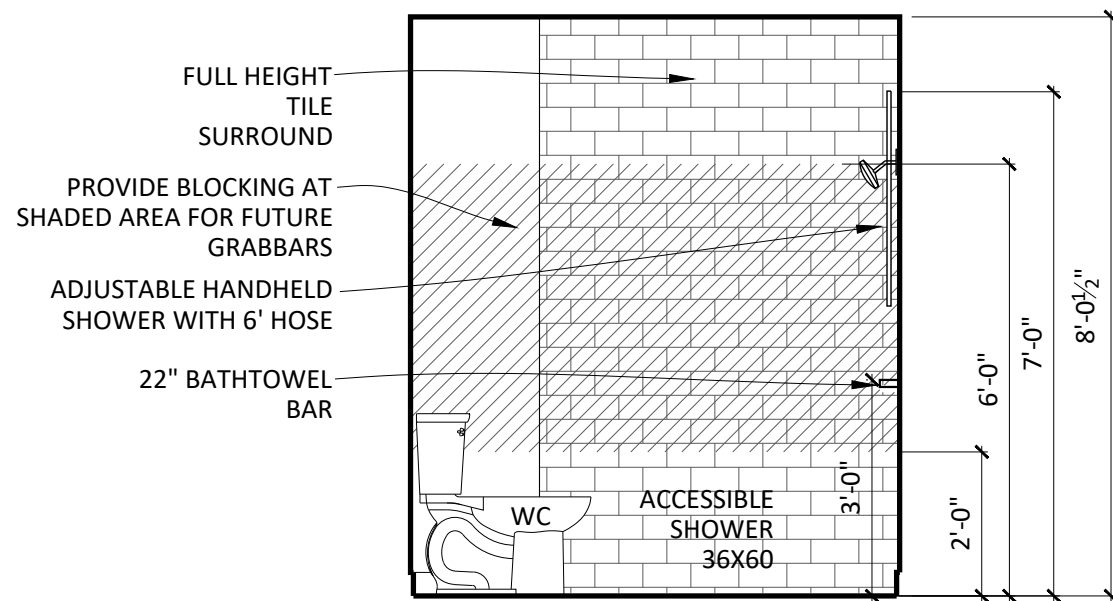 FULL HEIGHT
TILE
SURROUND
PROVIDE BLOCKING AT
SHADED AREA FOR FUTURE
GRABBARS
ADJUSTABLE HANDHELD
SHOWER WITH 6' HOSE
22" BATHTOWEL
BAR
WC
ACCESSIBLE
SHOWER
36X60
3'-0"
2'-0"
6'-0"
7'-0"
8'-0½"